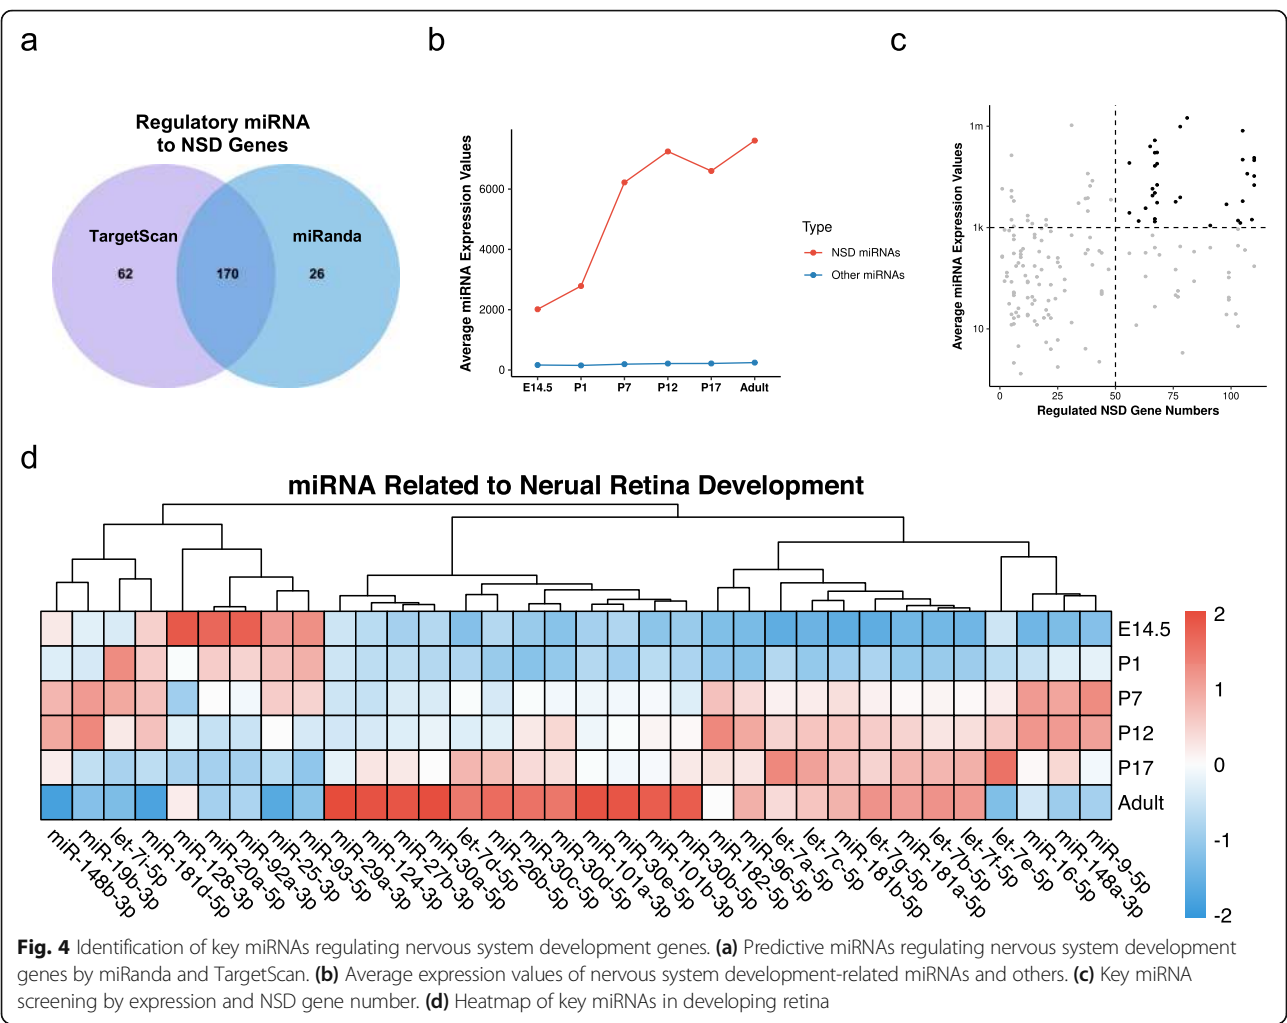 a
b
c
Regulatory miRNA
to NSD Genes
TargetScan
miRanda
62
170
26
Average miRNA Expression Values
6000
4000
2000
0
E14.5 P1 P7 P12 P17 Adult
Type
NSD miRNAs
Other miRNAs
Average miRNA Expression Values
1m
1k
10
0 25 50 75 100
Regulated NSD Gene Numbers
d
miRNA Related to Nerual Retina Development
E14.5
P1
P7
P12
P17
Adult
2
1
0
-1
-2
miR-148b-3p
miR-19b-3p
let-7i-5p
miR-181d-5p
miR-128-3p
miR-20a-5p
miR-92a-3p
miR-25-3p
miR-93-5p
miR-29a-3p
miR-124-3p
miR-27b-3p
miR-30a-5p
let-7d-5p
miR-26b-5p
miR-30c-5p
miR-30d-5p
miR-101a-3p
miR-30e-5p
miR-101b-3p
miR-30b-5p
miR-182-5p
miR-96-5p
let-7a-5p
let-7c-5p
miR-181b-5p
let-7g-5p
miR-181a-5p
let-7b-5p
let-7f-5p
let-7e-5p
miR-16-5p
miR-148a-3p
miR-9-5p
Fig. 4 Identification of key miRNAs regulating nervous system development genes. (a) Predictive miRNAs regulating nervous system development
genes by miRanda and TargetScan. (b) Average expression values of nervous system development-related miRNAs and others. (c) Key miRNA
screening by expression and NSD gene number. (d) Heatmap of key miRNAs in developing retina